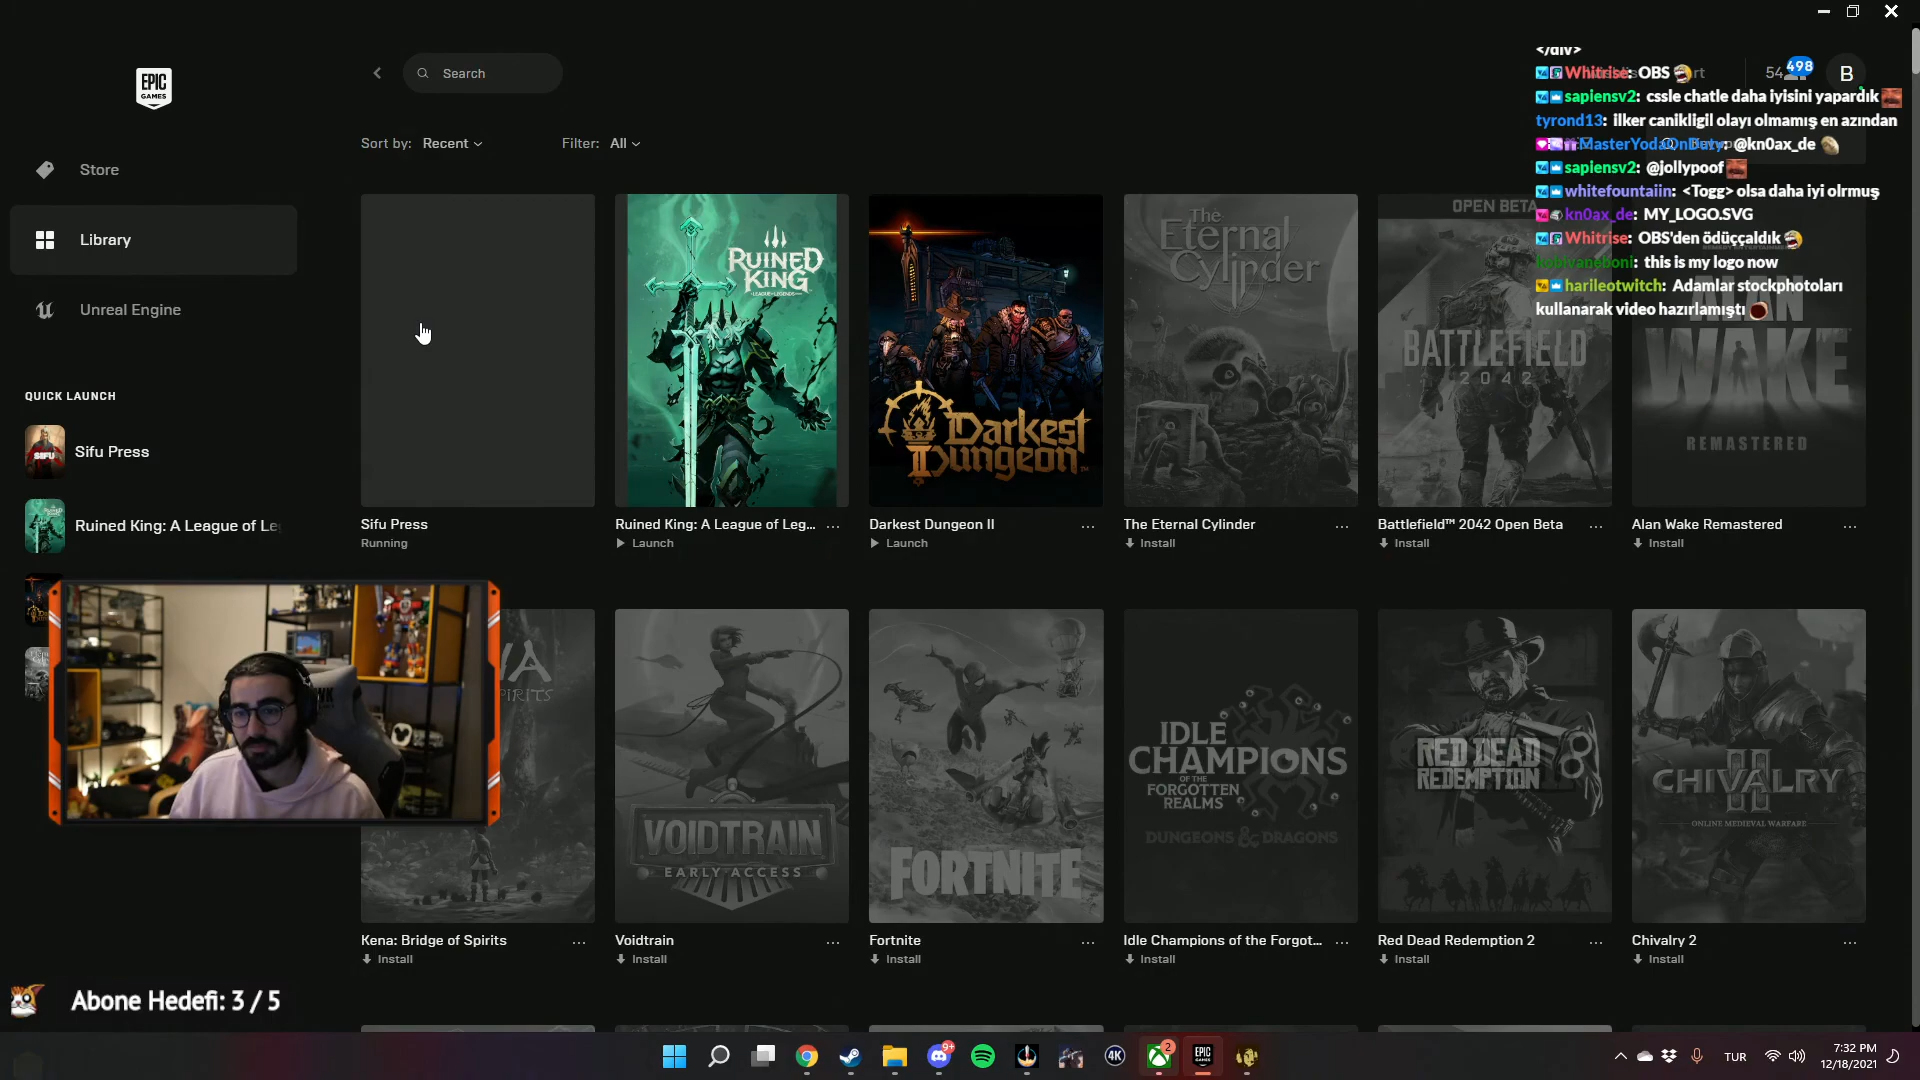 EPIC
GAMES
Search
Sort by: Recent
Filter: All
Store
Library
Unreal Engine
QUICK LAUNCH
Sifu Press
Ruined King: A League of Le
</div>
Whitrise: OBS
sapiensv2: cssle chatle daha iyisini yapardık
tyrond13: ilker canikligil olayı olmamış en azından
MasterYodaOnDuty: @kn0ax_de
sapiensv2: @jollypoof
whitefountaiin: <Togg> olsa daha iyi olrmuş
kn0ax_de: MY_LOGO.SVG
Whitrise: OBS'den ödüççaldık
this is my logo now
harileotwitch: Adamlar stockphotoları
kullanarak video hazırlamıştı
498
B
RUINED
KING
Darkest
Dungeon
II
The
Eternal
Cylinder
OPEN BETA
BATTLEFIELD
2042
ALAN
WAKE
REMASTERED
Sifu Press
Running
Ruined King: A League of Leg...
Launch
Darkest Dungeon II
Launch
The Eternal Cylinder
Install
Battlefield™ 2042 Open Beta
Install
Alan Wake Remastered
Install
VOIDTRAIN
EARLY ACCESS
FORTNITE
IDLE
CHAMPIONS
OF THE
FORGOTTEN
REALMS
DUNGEONS & DRAGONS
RED DEAD
REDEMPTION
CHIVALRY
II
ONLINE MEDIEVAL WARFARE
Kena: Bridge of Spirits
Install
Voidtrain
Install
Fortnite
Install
Idle Champions of the Forgot...
Install
Red Dead Redemption 2
Install
Chivalry 2
Install
Abone Hedefi: 3 / 5
9+
4K
2
EPIC
GAMES
TUR
7:32 PM
12/18/2021